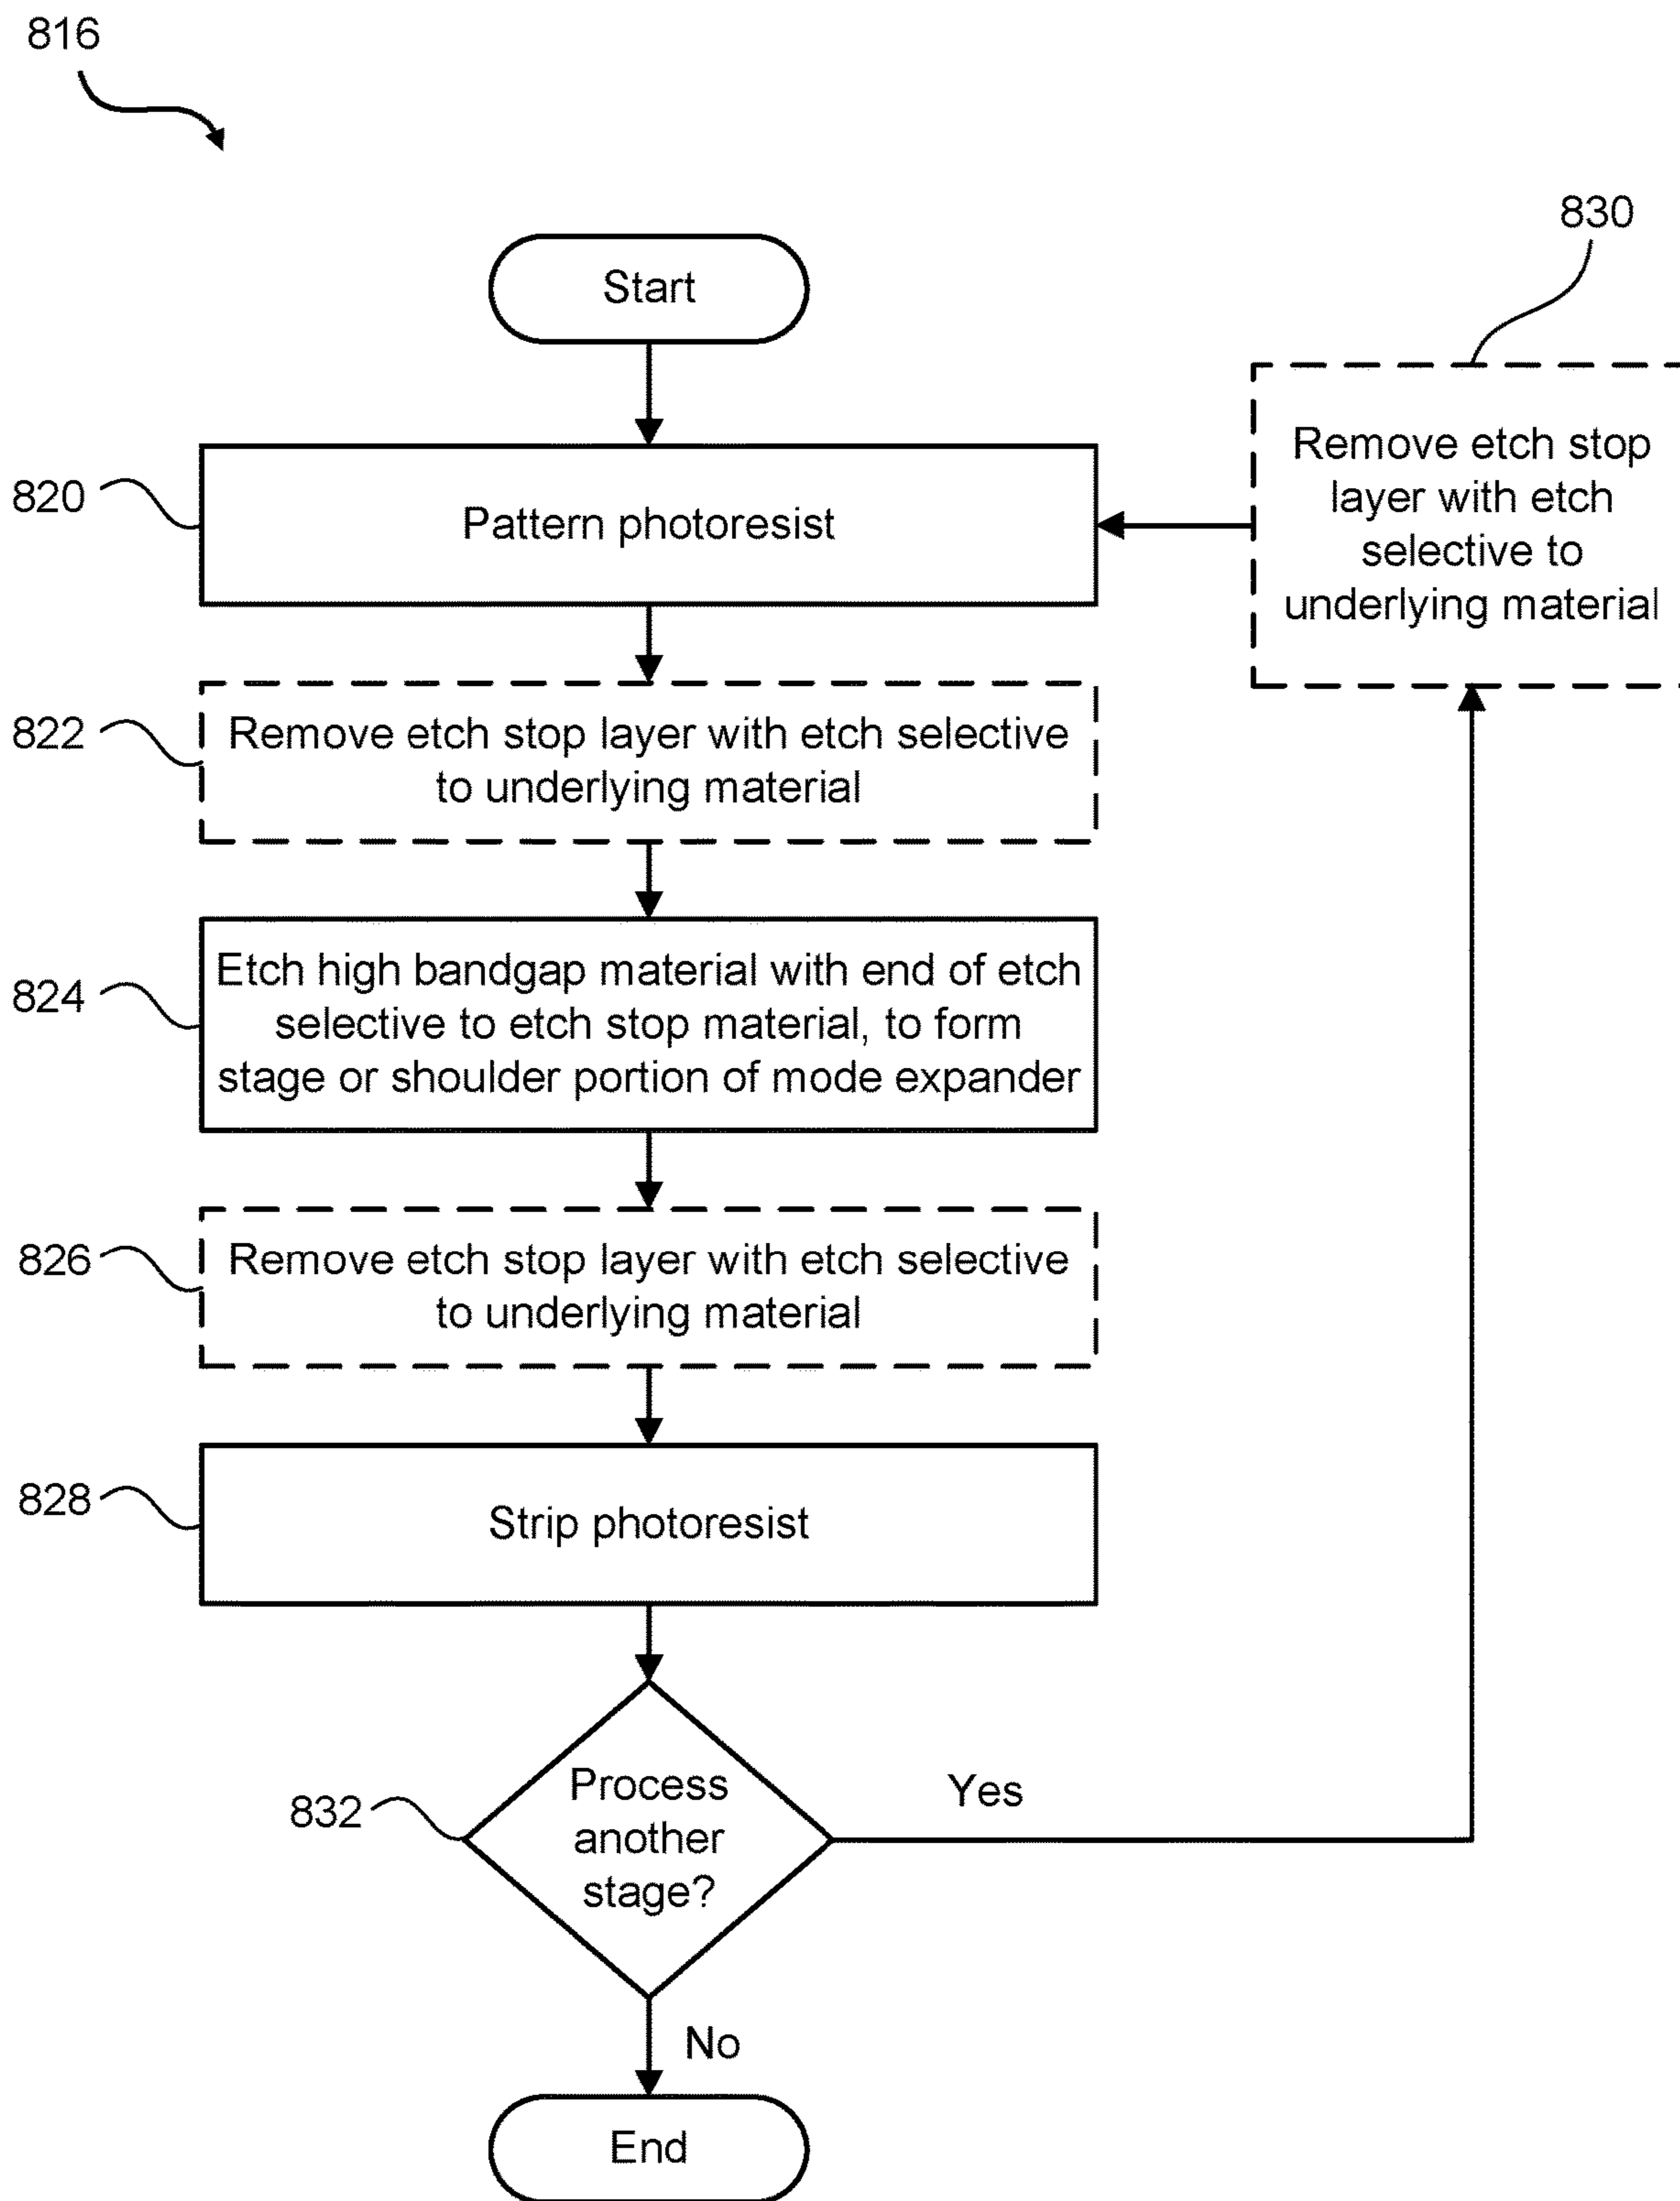 816
830
Start
Remove etch stop
layer with etch
selective to
underlying material
820
Pattern photoresist
822
Remove etch stop layer with etch selective
to underlying material
824
Etch high bandgap material with end of etch
selective to etch stop material, to form
stage or shoulder portion of mode expander
826
Remove etch stop layer with etch selective
to underlying material
828
Strip photoresist
832
Process
another
stage?
Yes
No
End